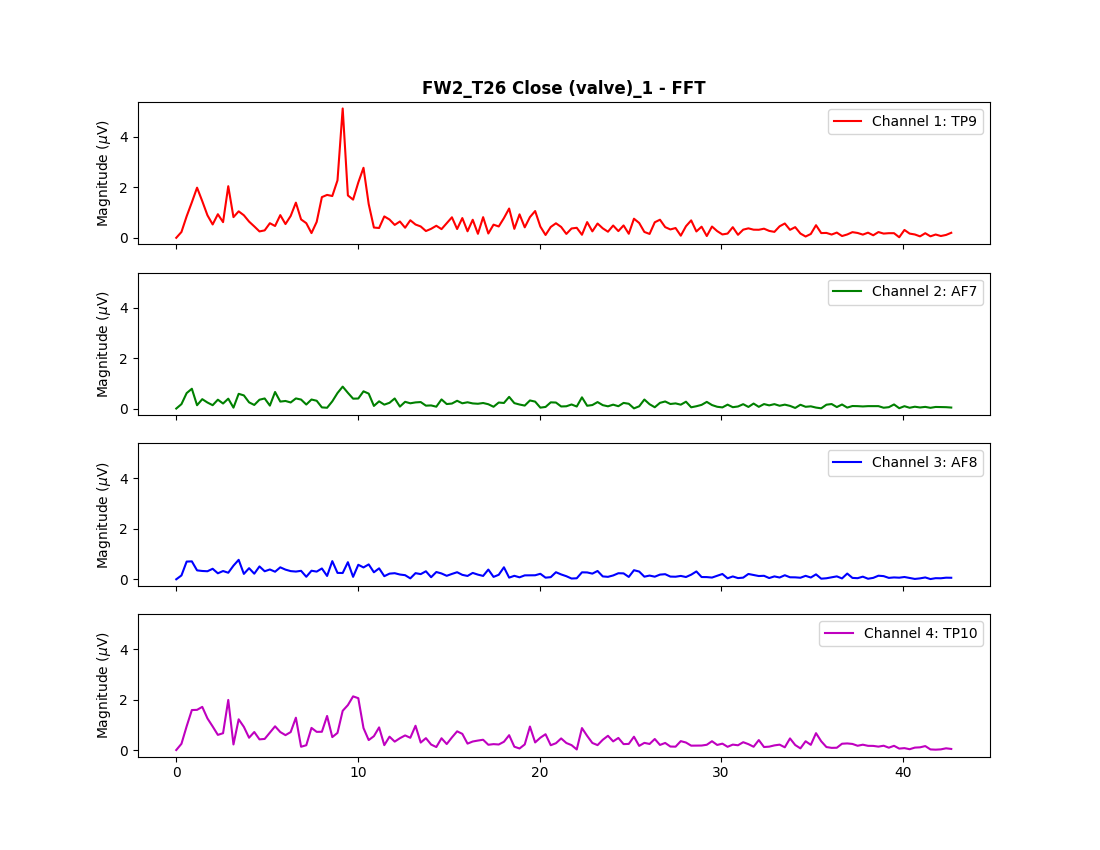 FW2_T26 Close (valve)_1 - FFT
Magnitude (μV)
4
2
0
Channel 1: TP9
Magnitude (μV)
4
2
0
Channel 2: AF7
Magnitude (μV)
4
2
0
Channel 3: AF8
Magnitude (μV)
4
2
0
Channel 4: TP10
0 10 20 30 40